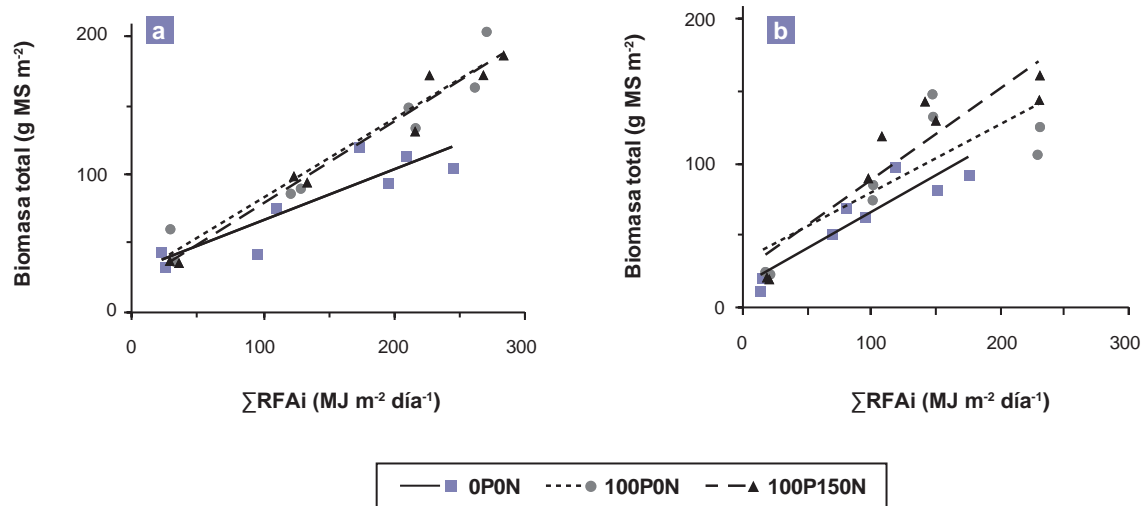 a
Biomasa total (g MS m⁻²)
200
100
0
0 100 200 300
∑RFAi (MJ m⁻² día⁻¹)
b
Biomasa total (g MS m⁻²)
200
100
0
0 100 200 300
∑RFAi (MJ m⁻² día⁻¹)
0P0N 100P0N 100P150N